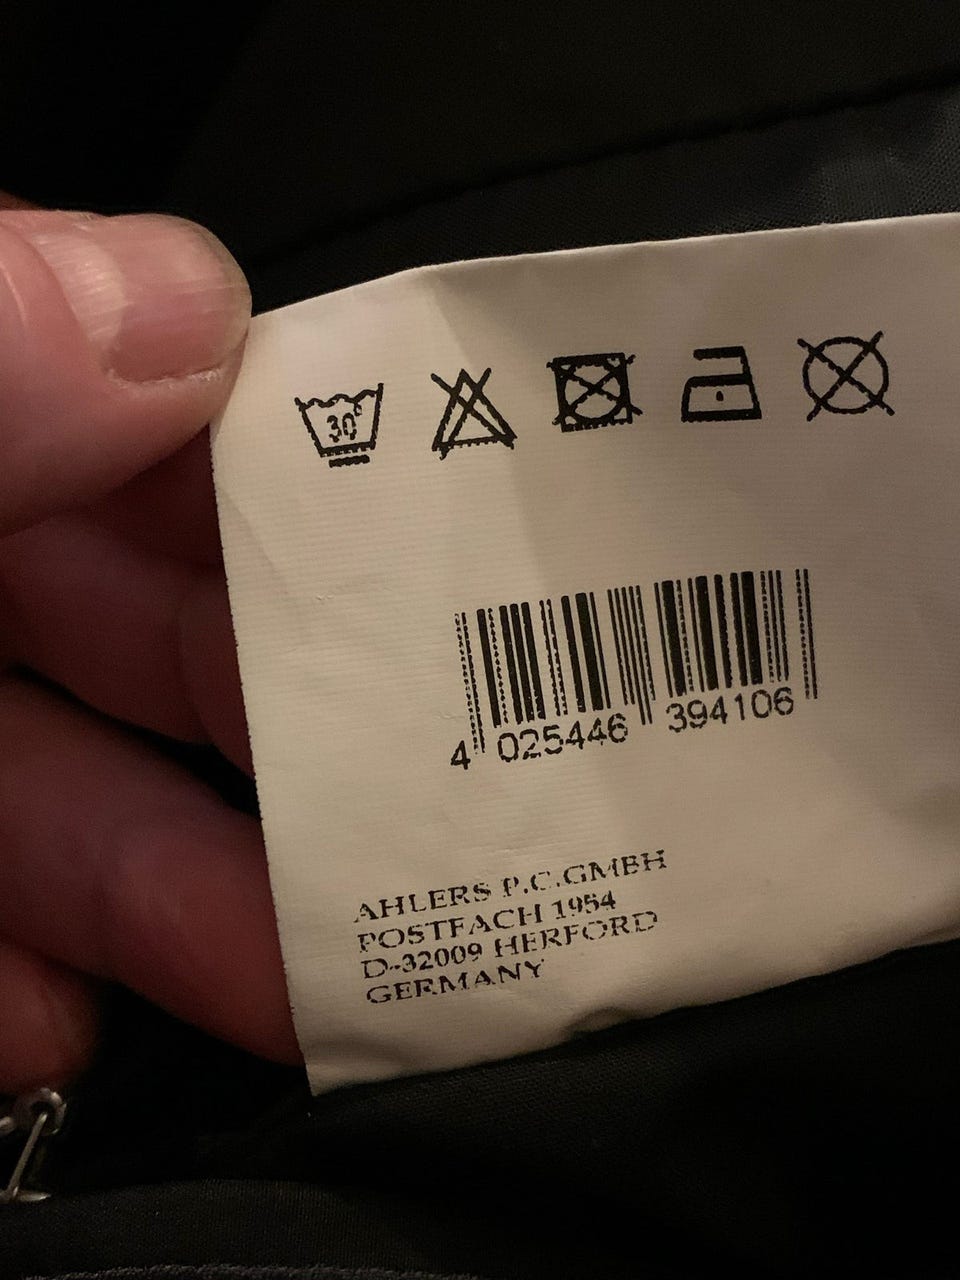 30°
4 025446 394106
AHLERS P.C.GMBH
POSTFACH 1954
D-32009 HERFORD
GERMANY